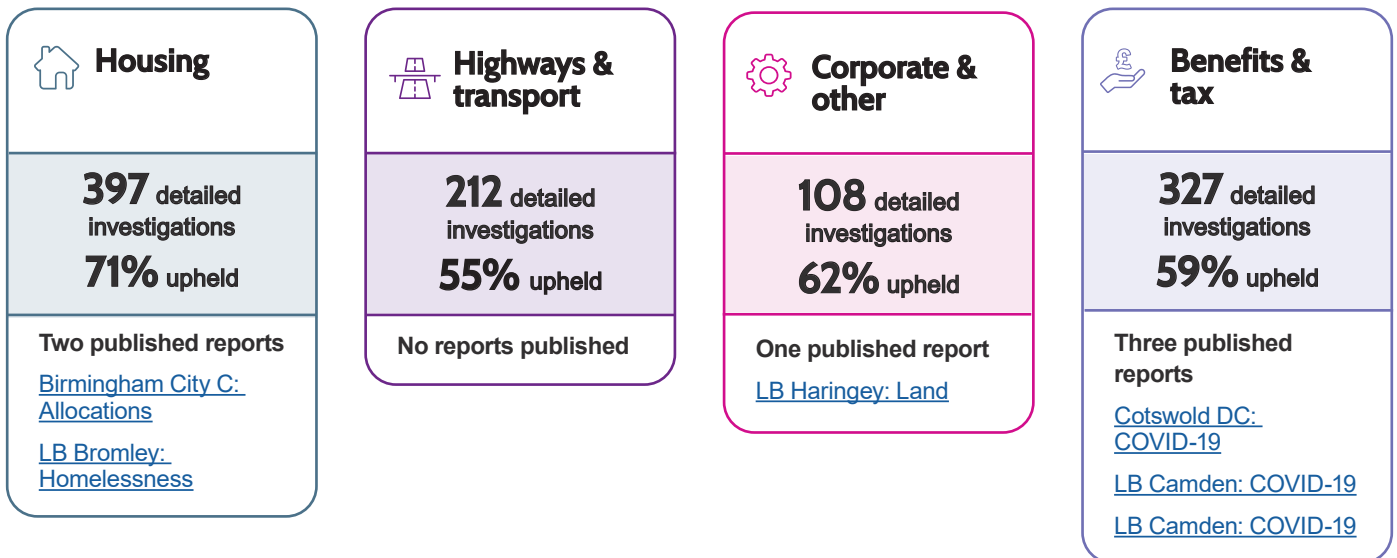 Housing
397 detailed
investigations
71% upheld
Two published reports
Birmingham City C:
Allocations
LB Bromley:
Homelessness
Highways &
transport
212 detailed
investigations
55% upheld
No reports published
Corporate &
other
108 detailed
investigations
62% upheld
One published report
LB Haringey: Land
£
Benefits &
tax
327 detailed
investigations
59% upheld
Three published
reports
Cotswold DC:
COVID-19
LB Camden: COVID-19
LB Camden: COVID-19